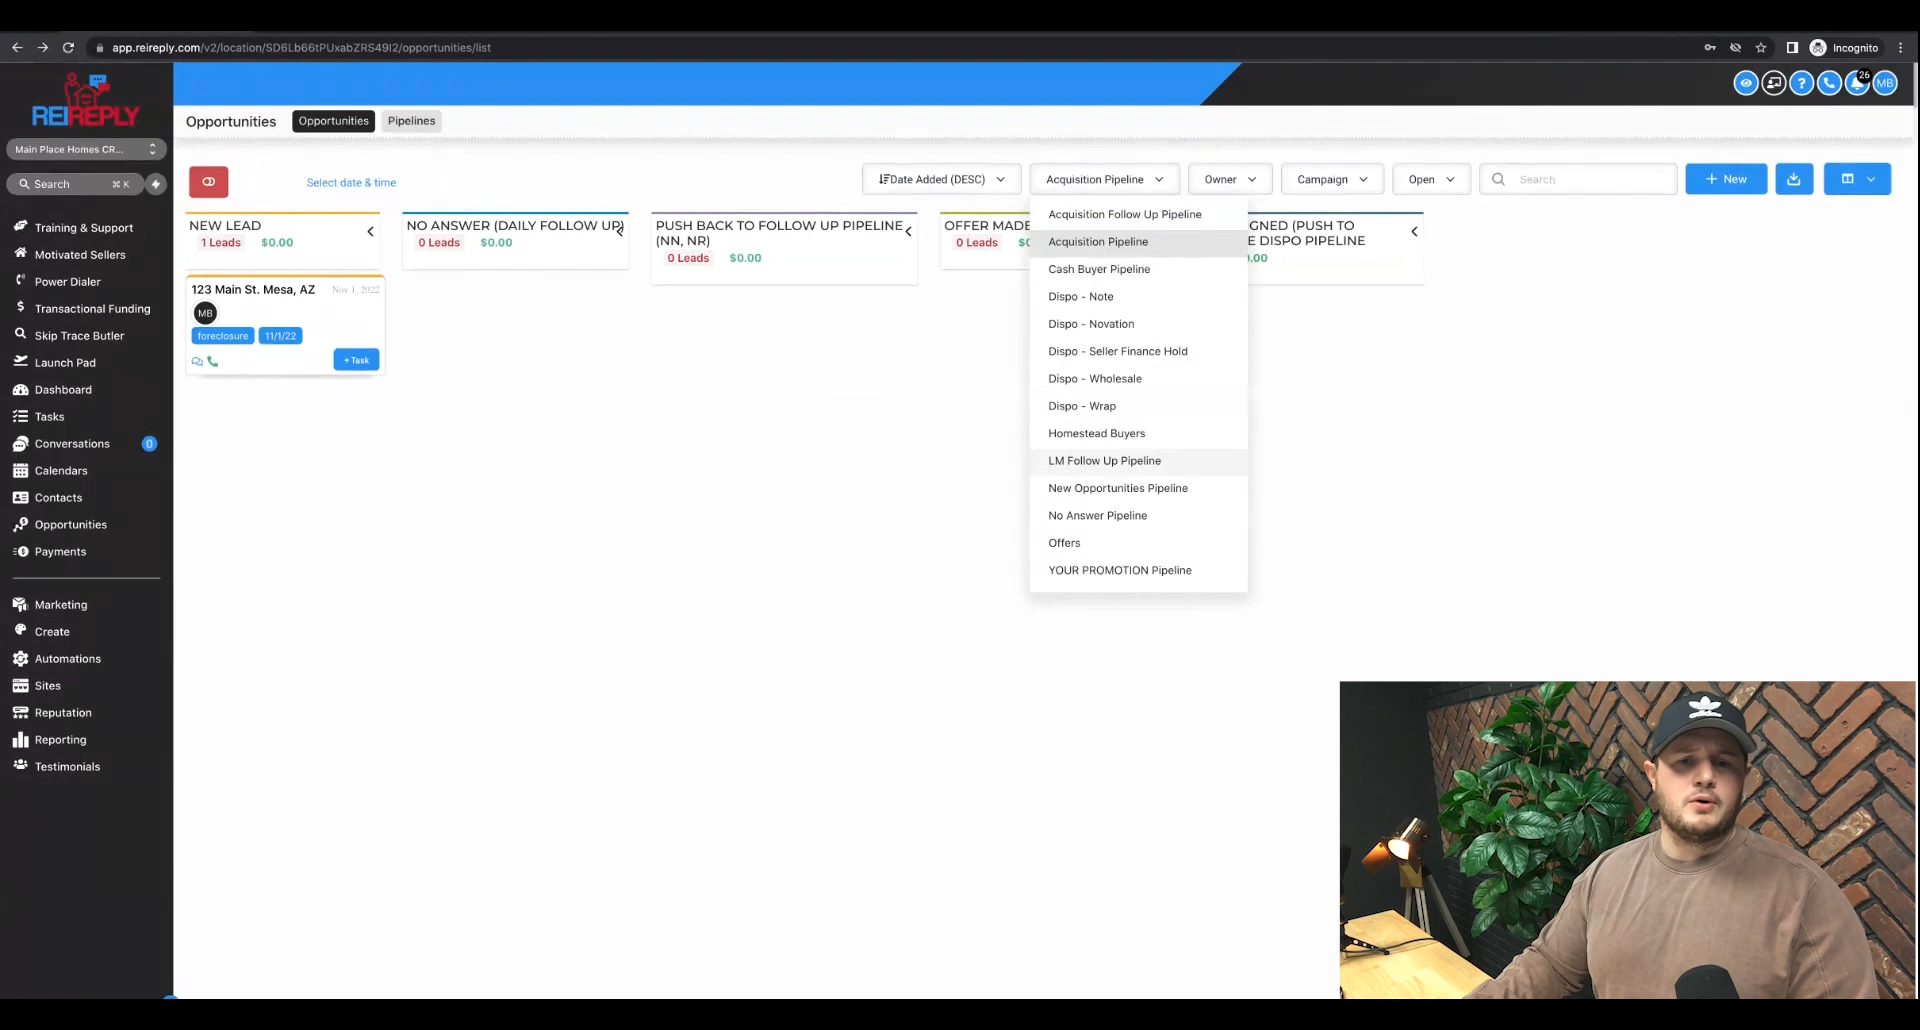 app.reireply.com/v2/location/SD6Lb66tPUxabZRS49I2/opportunities/list
Incognito
REIREPLY
26
MB
Opportunities
Opportunities
Pipelines
Main Place Homes CR...
Search
⌘ K
Select date & time
Date Added (DESC)
Acquisition Pipeline
Owner
Campaign
Open
Search
+ New
Training & Support
Motivated Sellers
Power Dialer
Transactional Funding
Skip Trace Butler
Launch Pad
Dashboard
Tasks
Conversations
0
Calendars
Contacts
Opportunities
Payments
Marketing
Create
Automations
Sites
Reputation
Reporting
Testimonials
NEW LEAD
1 Leads $0.00
123 Main St. Mesa, AZ
Nov 1, 2022
MB
foreclosure
11/1/22
+ Task
NO ANSWER (DAILY FOLLOW UP)
0 Leads $0.00
PUSH BACK TO FOLLOW UP PIPELINE
(NN, NR)
0 Leads $0.00
OFFER MADE
0 Leads
Acquisition Follow Up Pipeline
Acquisition Pipeline
Cash Buyer Pipeline
Dispo - Note
Dispo - Novation
Dispo - Seller Finance Hold
Dispo - Wholesale
Dispo - Wrap
Homestead Buyers
LM Follow Up Pipeline
New Opportunities Pipeline
No Answer Pipeline
Offers
YOUR PROMOTION Pipeline
GNED (PUSH TO
E DISPO PIPELINE
.00